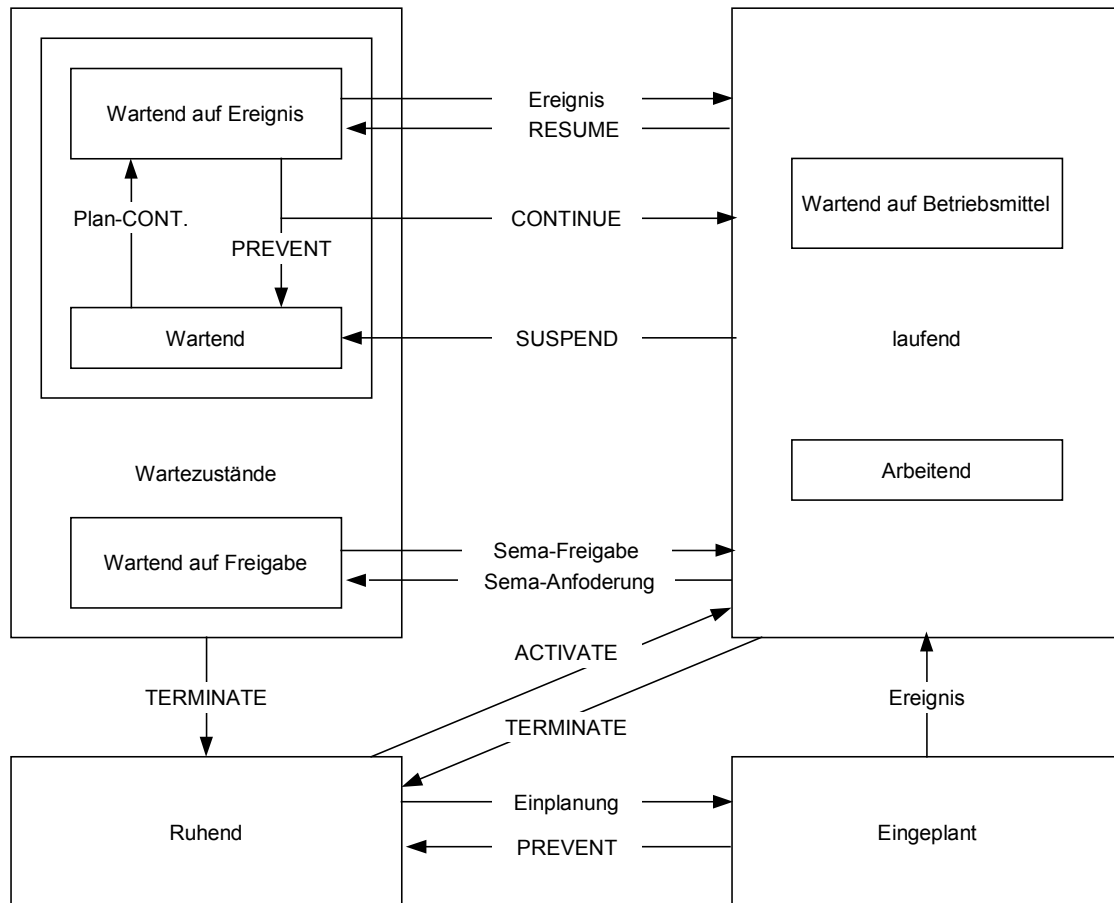 Wartend auf Ereignis
Ereignis
RESUME
Wartend auf Betriebsmittel
Plan-CONT.
CONTINUE
PREVENT
Wartend
SUSPEND
laufend
Wartezustände
Arbeitend
Wartend auf Freigabe
Sema-Freigabe
Sema-Anfoderung
ACTIVATE
TERMINATE
TERMINATE
Ereignis
Ruhend
Einplanung
PREVENT
Eingeplant